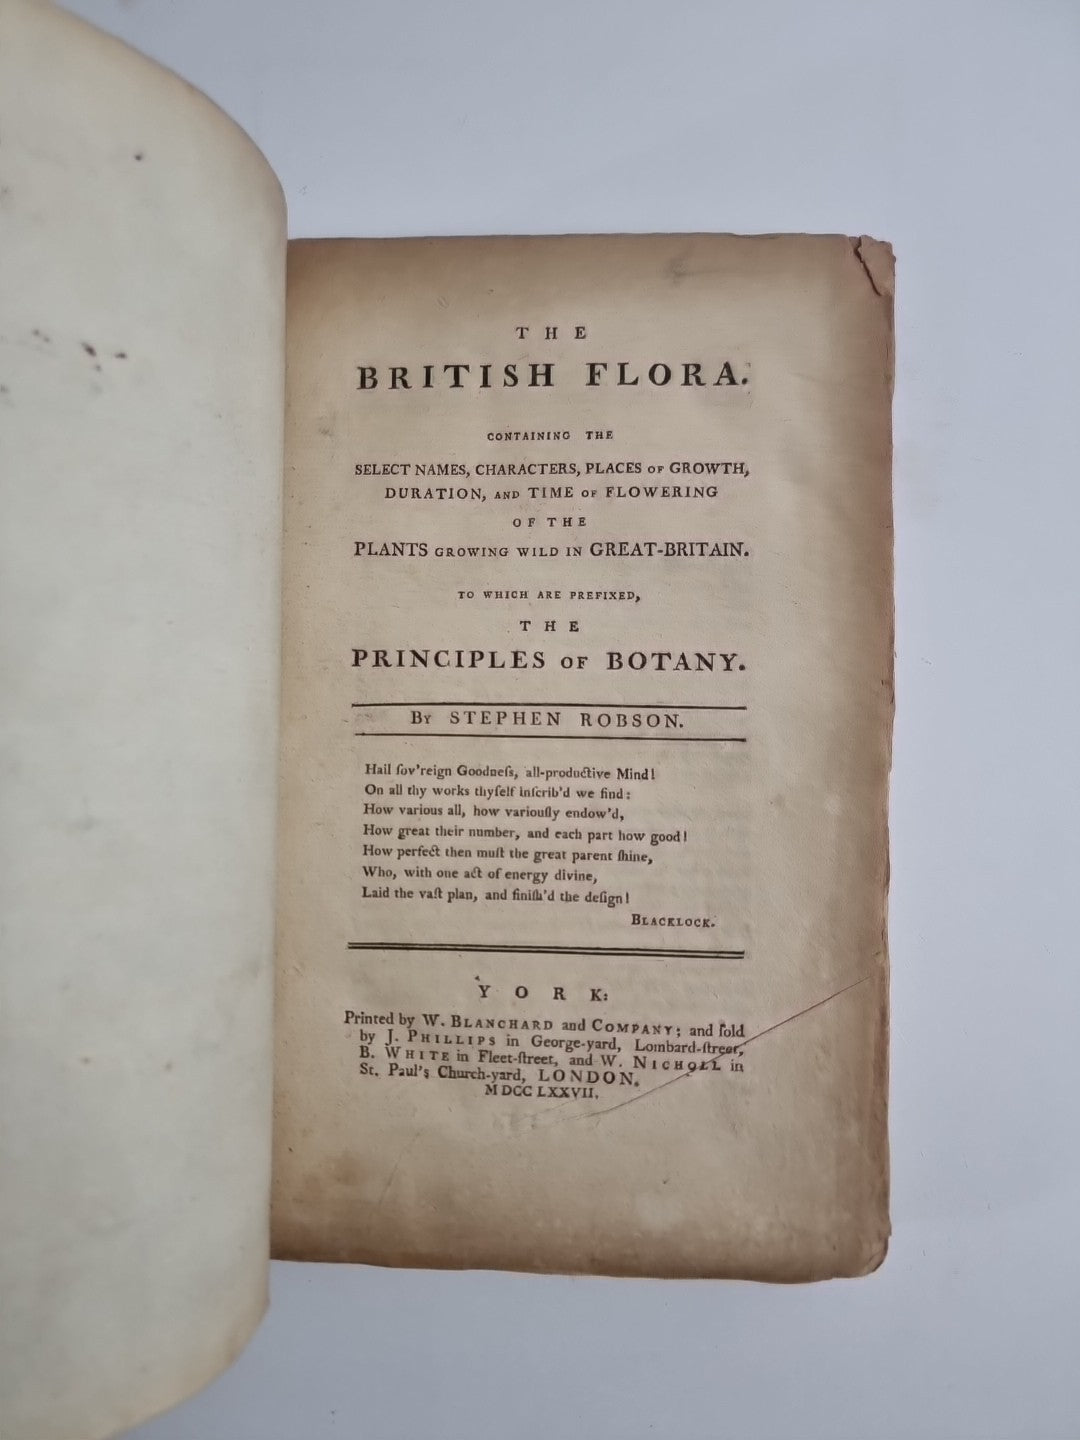 THE
BRITISH FLORA.
CONTAINING THE
SELECT NAMES, CHARACTERS, PLACES OF GROWTH,
DURATION, AND TIME OF FLOWERING
OF THE
PLANTS GROWING WILD IN GREAT-BRITAIN.
TO WHICH ARE PREFIXED,
THE
PRINCIPLES OF BOTANY.
By STEPHEN ROBSON.
Hail ſov'reign Goodneſs, all-productive Mind!
On all thy works thyſelf inſcrib'd we find:
How various all, how variouſly endow'd,
How great their number, and each part how good!
How perfect then muſt the great parent ſhine,
Who, with one act of energy divine,
Laid the vaſt plan, and finiſh'd the deſign!
BLACKLOCK.
YORK:
Printed by W. BLANCHARD and COMPANY; and ſold
by J. PHILLIPS in George-yard, Lombard-ſtreet,
B. WHITE in Fleet-ſtreet, and W. NICHOLL in
St. Paul's Church-yard, LONDON.
MDCCLXXVII.